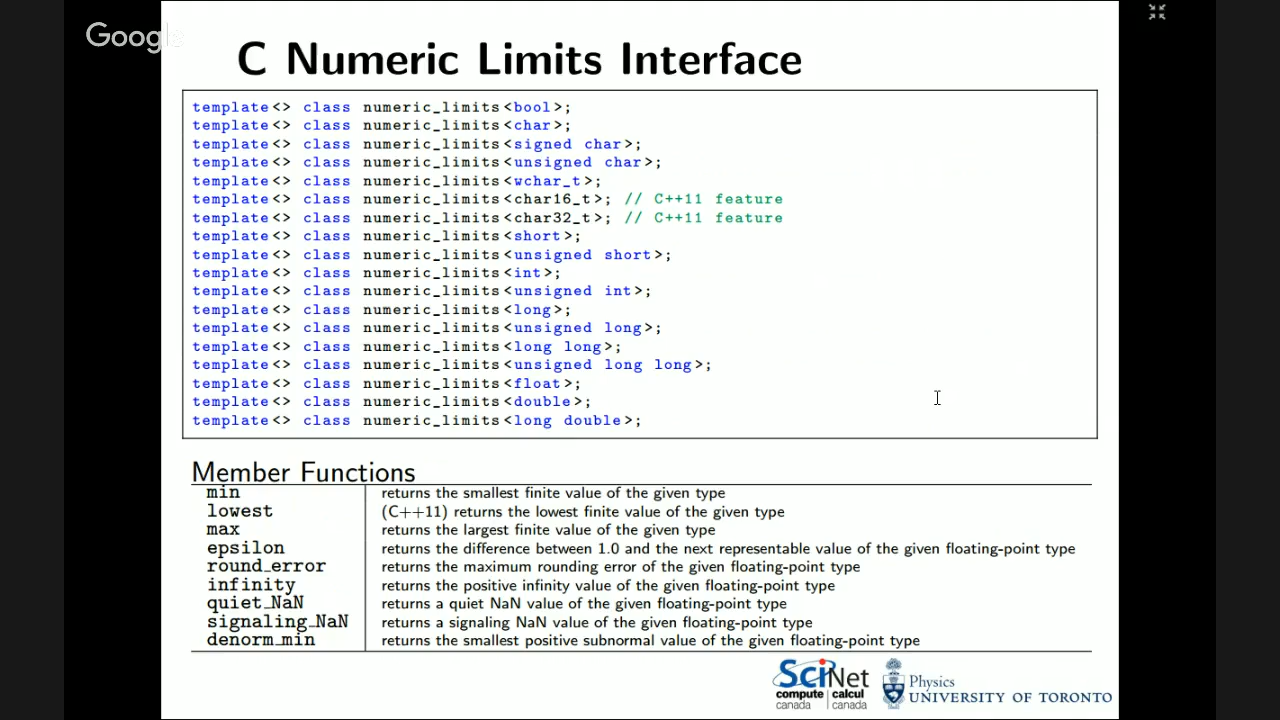 Google
C Numeric Limits Interface
template<> class numeric_limits<bool>;
template<> class numeric_limits<char>;
template<> class numeric_limits<signed char>;
template<> class numeric_limits<unsigned char>;
template<> class numeric_limits<wchar_t>;
template<> class numeric_limits<char16_t>; // C++11 feature
template<> class numeric_limits<char32_t>; // C++11 feature
template<> class numeric_limits<short>;
template<> class numeric_limits<unsigned short>;
template<> class numeric_limits<int>;
template<> class numeric_limits<unsigned int>;
template<> class numeric_limits<long>;
template<> class numeric_limits<unsigned long>;
template<> class numeric_limits<long long>;
template<> class numeric_limits<unsigned long long>;
template<> class numeric_limits<float>;
template<> class numeric_limits<double>;
template<> class numeric_limits<long double>;
Member Functions
min returns the smallest finite value of the given type
lowest (C++11) returns the lowest finite value of the given type
max returns the largest finite value of the given type
epsilon returns the difference between 1.0 and the next representable value of the given floating-point type
round_error returns the maximum rounding error of the given floating-point type
infinity returns the positive infinity value of the given floating-point type
quiet_NaN returns a quiet NaN value of the given floating-point type
signaling_NaN returns a signaling NaN value of the given floating-point type
denorm_min returns the smallest positive subnormal value of the given floating-point type
SciNet
compute | calcul
canada | canada
Physics
UNIVERSITY OF TORONTO